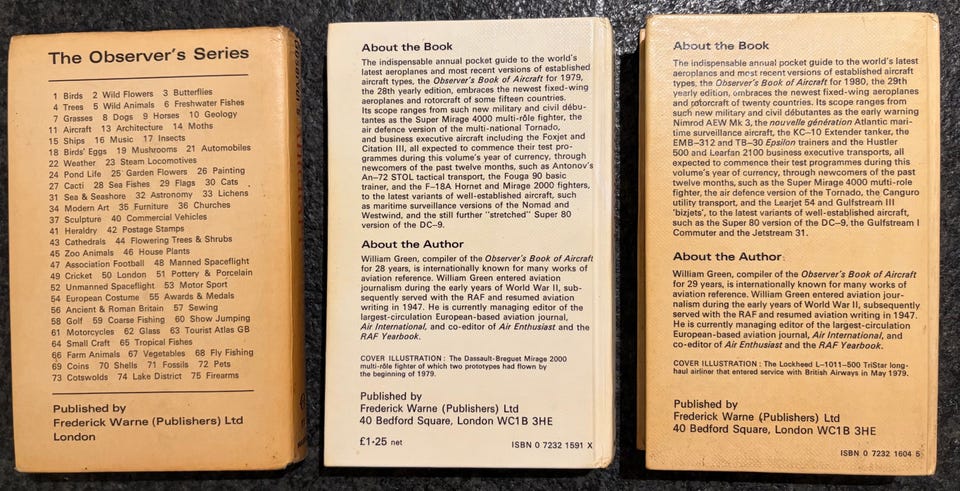 The Observer's Series
1 Birds 2 Wild Flowers 3 Butterflies
4 Trees 5 Wild Animals 6 Freshwater Fishes
7 Grasses 8 Dogs 9 Horses 10 Geology
11 Aircraft 13 Architecture 14 Moths
15 Ships 16 Music 17 Insects
18 Birds' Eggs 19 Mushrooms 21 Automobiles
22 Weather 23 Steam Locomotives
24 Pond Life 25 Garden Flowers 26 Painting
27 Cacti 28 Sea Fishes 29 Flags 30 Cats
31 Sea & Seashore 32 Astronomy 33 Lichens
34 Modern Art 35 Furniture 36 Churches
37 Sculpture 40 Commercial Vehicles
41 Heraldry 42 Postage Stamps
43 Cathedrals 44 Flowering Trees & Shrubs
45 Zoo Animals 46 House Plants
47 Association Football 48 Manned Spaceflight
49 Cricket 50 London 51 Pottery & Porcelain
52 Unmanned Spaceflight 53 Motor Sport
54 European Costume 55 Awards & Medals
56 Ancient & Roman Britain 57 Sewing
58 Golf 59 Coarse Fishing 60 Show Jumping
61 Motorcycles 62 Glass 63 Tourist Atlas GB
64 Small Craft 65 Tropical Fishes
66 Farm Animals 67 Vegetables 68 Fly Fishing
69 Coins 70 Shells 71 Fossils 72 Pets
73 Cotswolds 74 Lake District 75 Firearms
Published by
Frederick Warne (Publishers) Ltd
London
About the Book
The indispensable annual pocket guide to the world's
latest aeroplanes and most recent versions of established
aircraft types, the Observer's Book of Aircraft for 1979,
the 28th yearly edition, embraces the newest fixed-wing
aeroplanes and rotorcraft of some fifteen countries.
Its scope ranges from such new military and civil débu-
tantes as the Super Mirage 4000 multi-rôle fighter, the
air defence version of the multi-national Tornado,
and business executive aircraft including the Foxjet and
Citation III, all expected to commence their test pro-
grammes during this volume's year of currency, through
newcomers of the past twelve months, such as Antonov's
An-72 STOL tactical transport, the Fouga 90 basic
trainer, and the F-18A Hornet and Mirage 2000 fighters,
to the latest variants of well-established aircraft, such
as maritime surveillance versions of the Nomad and
Westwind, and the still further "stretched" Super 80
version of the DC-9.
About the Author
William Green, compiler of the Observer's Book of Aircraft
for 28 years, is internationally known for many works of
aviation reference. William Green entered aviation
journalism during the early years of World War II, sub-
sequently served with the RAF and resumed aviation
writing in 1947. He is currently managing editor of the
largest-circulation European-based aviation journal,
Air International, and co-editor of Air Enthusiast and the
RAF Yearbook.
COVER ILLUSTRATION: The Dassault-Breguet Mirage 2000
multi-rôle fighter of which two prototypes had flown by
the beginning of 1979.
Published by
Frederick Warne (Publishers) Ltd
40 Bedford Square, London WC1B 3HE
£1·25 net
ISBN 0 7232 1591 X
About the Book
The indispensable annual pocket guide to the world's latest
aeroplanes and most recent versions of established aircraft
types, the Observer's Book of Aircraft for 1980, the 29th
yearly edition, embraces the newest fixed-wing aeroplanes
and rotorcraft of twenty countries. Its scope ranges from
such new military and civil débutantes as the early warning
Nimrod AEW Mk 3, the nouvelle génération Atlantic mari-
time surveillance aircraft, the KC-10 Extender tanker, the
EMB-312 and TB-30 Epsilon trainers and the Hustler
500 and Learfan 2100 business executive transports, all
expected to commence their test programmes during this
volume's year of currency, through newcomers of the past
twelve months, such as the Super Mirage 4000 multi-role
fighter, the air defence version of the Tornado, the Canguro
utility transport, and the Learjet 54 and Gulfstream III
'bizjets', to the latest variants of well-established aircraft,
such as the Super 80 version of the DC-9, the Gulfstream I
Commuter and the Jetstream 31.
About the Author
William Green, compiler of the Observer's Book of Aircraft
for 29 years, is internationally known for many works of
aviation reference. William Green entered aviation jour-
nalism during the early years of World War II, subsequently
served with the RAF and resumed aviation writing in 1947.
He is currently managing editor of the largest-circulation
European-based aviation journal, Air International, and
co-editor of Air Enthusiast and the RAF Yearbook.
COVER ILLUSTRATION: The Lockheed L-1011-500 TriStar long-
haul airliner that entered service with British Airways in May 1979.
Published by
Frederick Warne (Publishers) Ltd
40 Bedford Square, London WC1B 3HE
ISBN 0 7232 1604 5